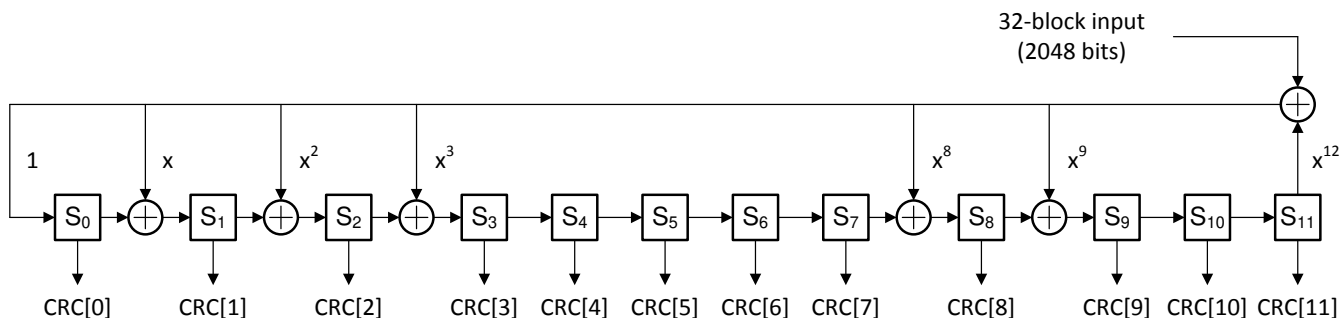 32-block input
(2048 bits)
1 x x² x³ x⁸ x⁹ x¹²
S₀ S₁ S₂ S₃ S₄ S₅ S₆ S₇ S₈ S₉ S₁₀ S₁₁
CRC[0] CRC[1] CRC[2] CRC[3] CRC[4] CRC[5] CRC[6] CRC[7] CRC[8] CRC[9] CRC[10] CRC[11]